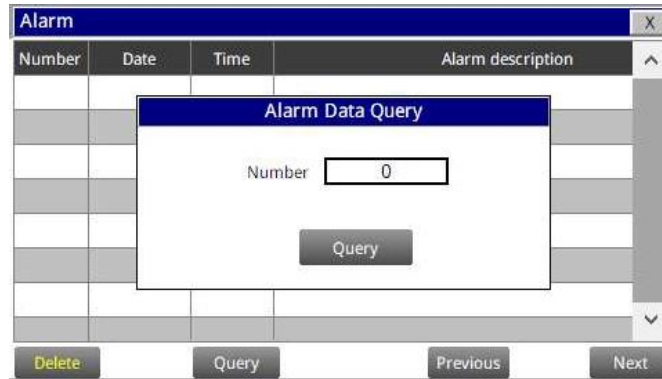 Alarm X
Number Date Time Alarm description
Alarm Data Query
Number 0
Query
Delete Query Previous Next